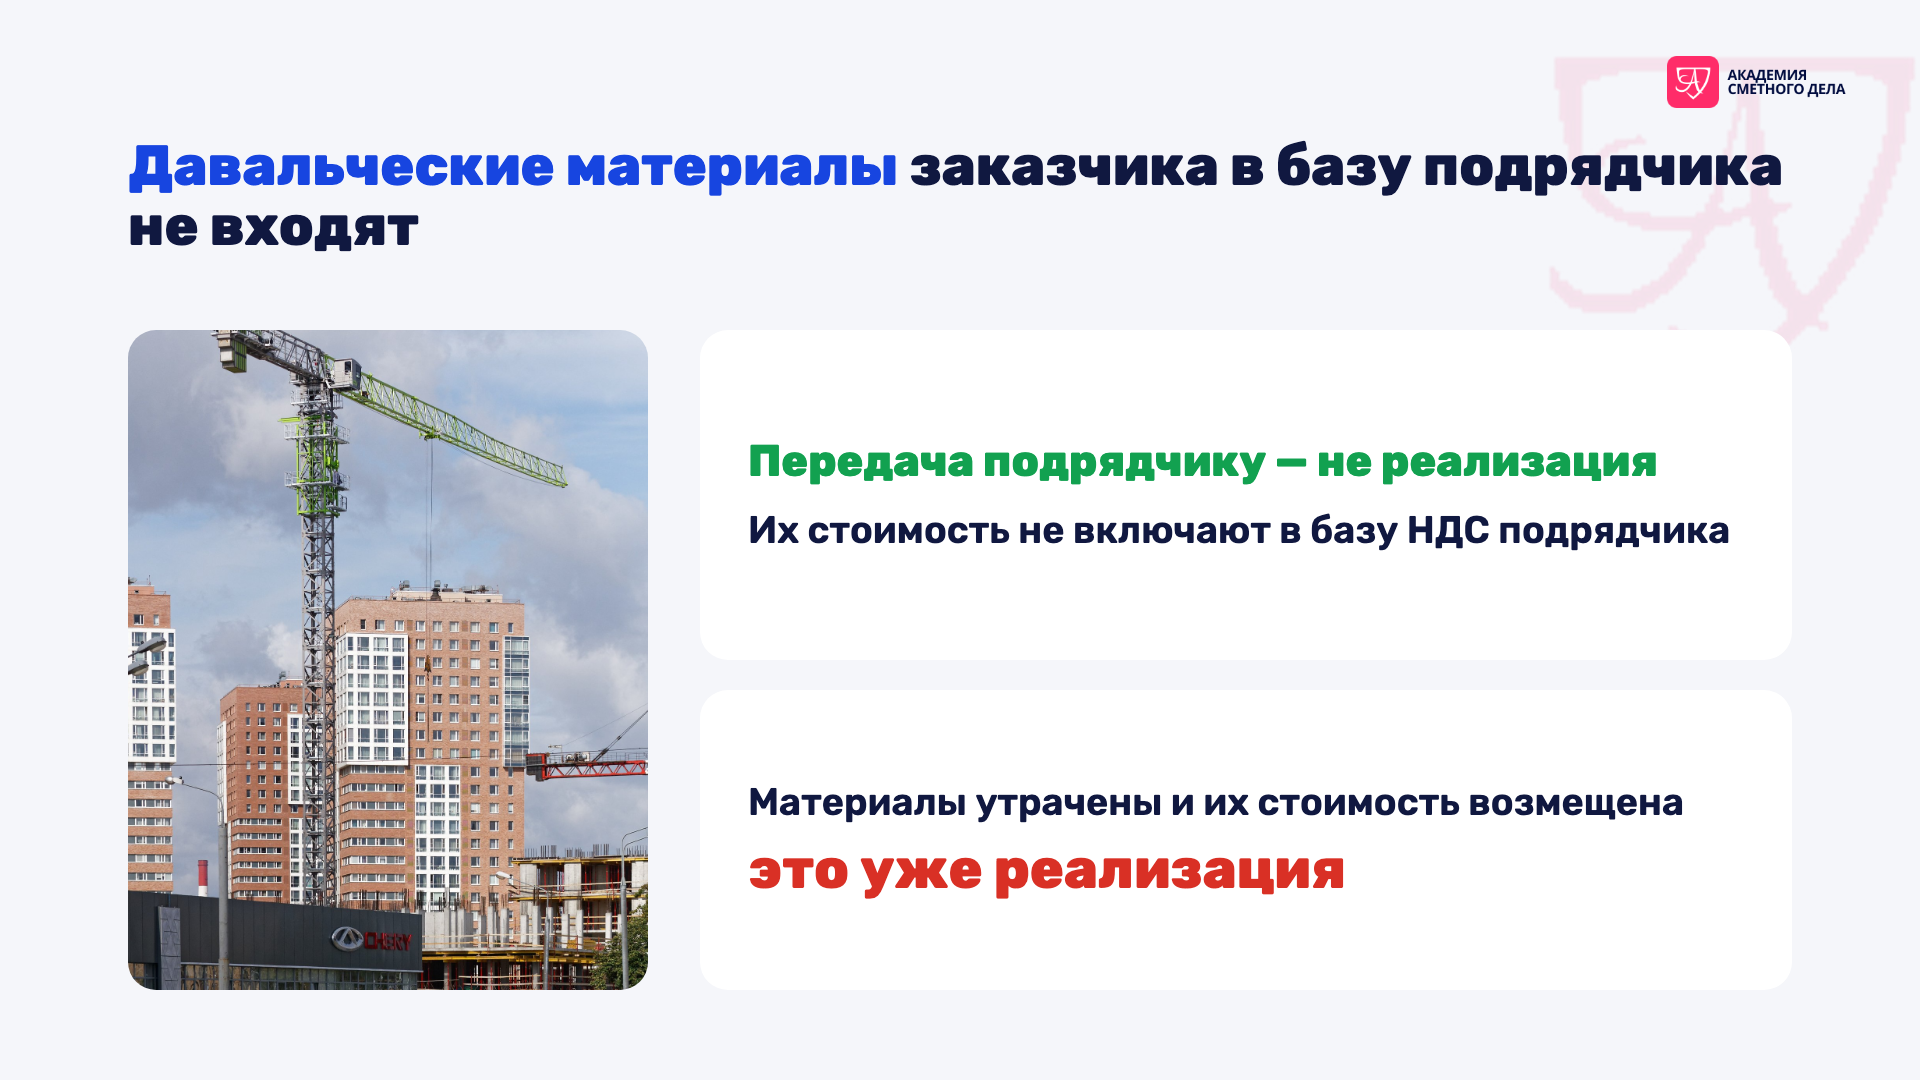 АКАДЕМИЯ
СМЕТНОГО ДЕЛА
Давальческие материалы заказчика в базу подрядчика
не входят
Передача подрядчику — не реализация
Их стоимость не включают в базу НДС подрядчика
Материалы утрачены и их стоимость возмещена
это уже реализация
CHERY